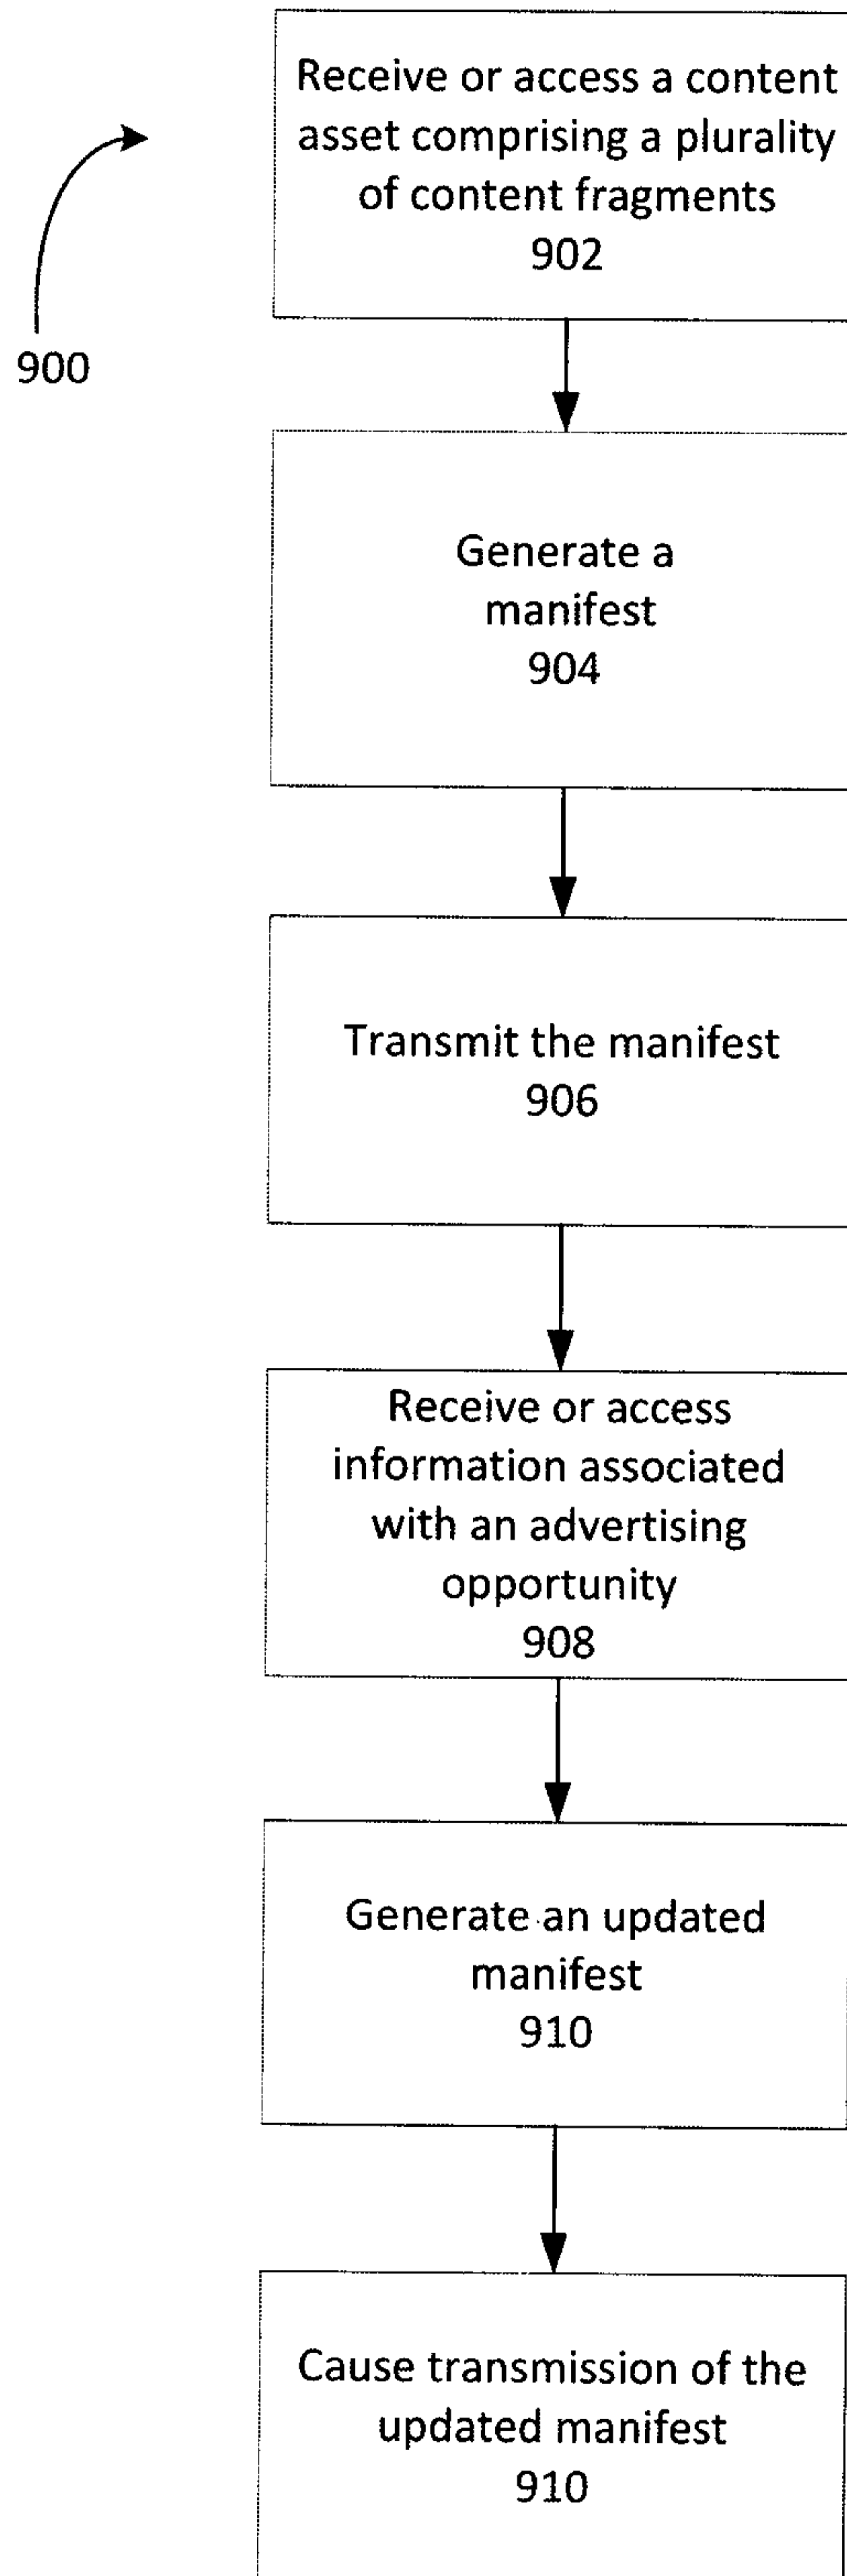 Receive or access a content
asset comprising a plurality
of content fragments
902
900
Generate a
manifest
904
Transmit the manifest
906
Receive or access
information associated
with an advertising
opportunity
908
Generate an updated
manifest
910
Cause transmission of the
updated manifest
910